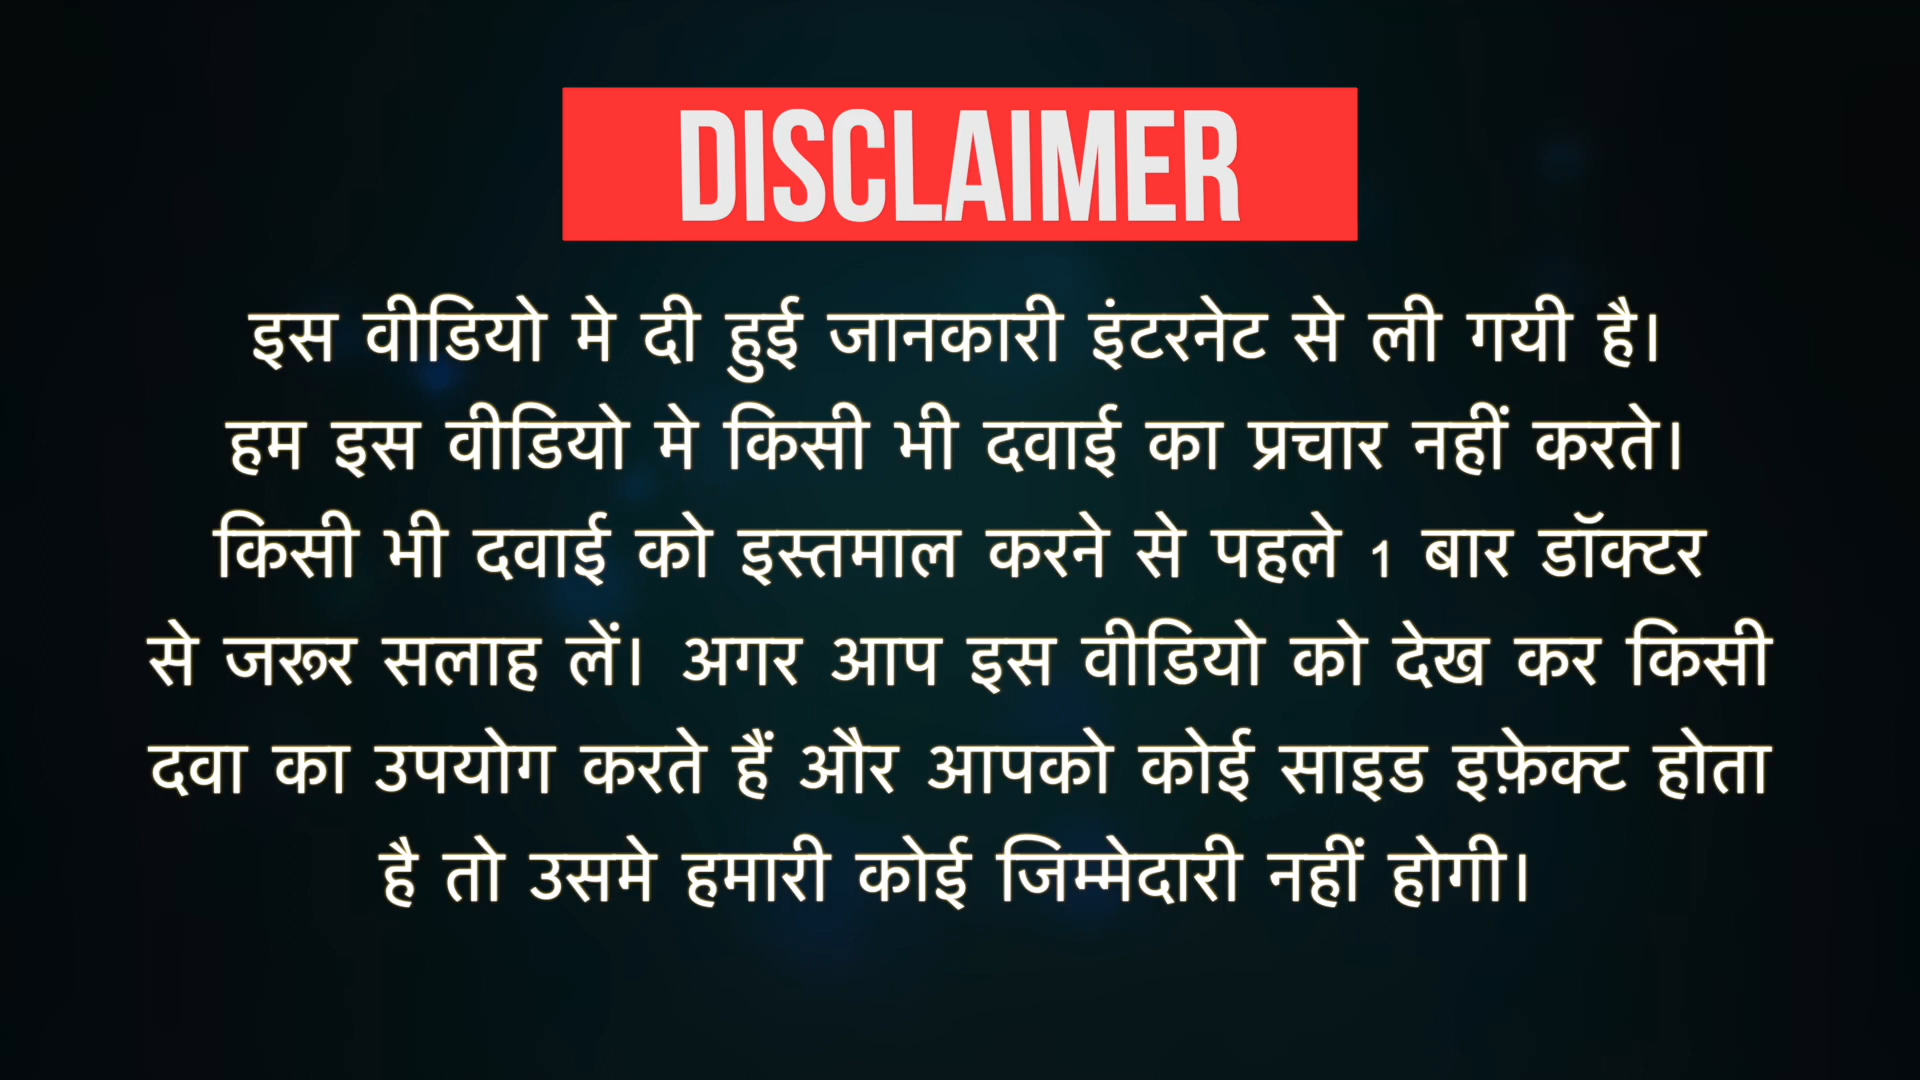 DISCLAIMER
इस वीडियो मे दी हुई जानकारी इंटरनेट से ली गयी है।
हम इस वीडियो मे किसी भी दवाई का प्रचार नहीं करते।
किसी भी दवाई को इस्तमाल करने से पहले 1 बार डॉक्टर
से जरूर सलाह लें। अगर आप इस वीडियो को देख कर किसी
दवा का उपयोग करते हैं और आपको कोई साइड इफ़ेक्ट होता
है तो उसमे हमारी कोई जिम्मेदारी नहीं होगी।